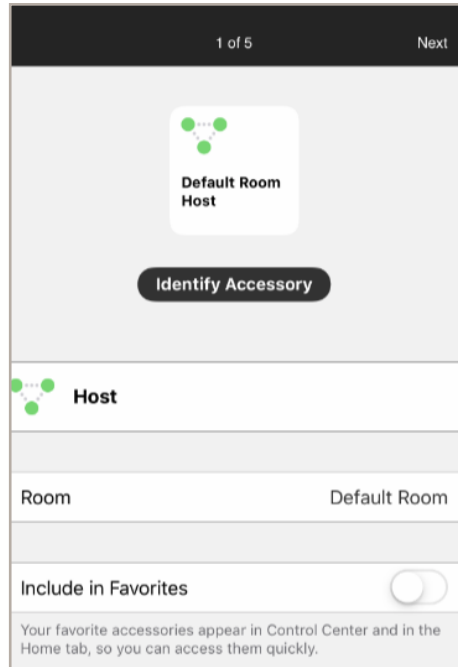 1 of 5
Next
Default Room
Host
Identify Accessory
Host
Room
Default Room
Include in Favorites
Your favorite accessories appear in Control Center and in the
Home tab, so you can access them quickly.